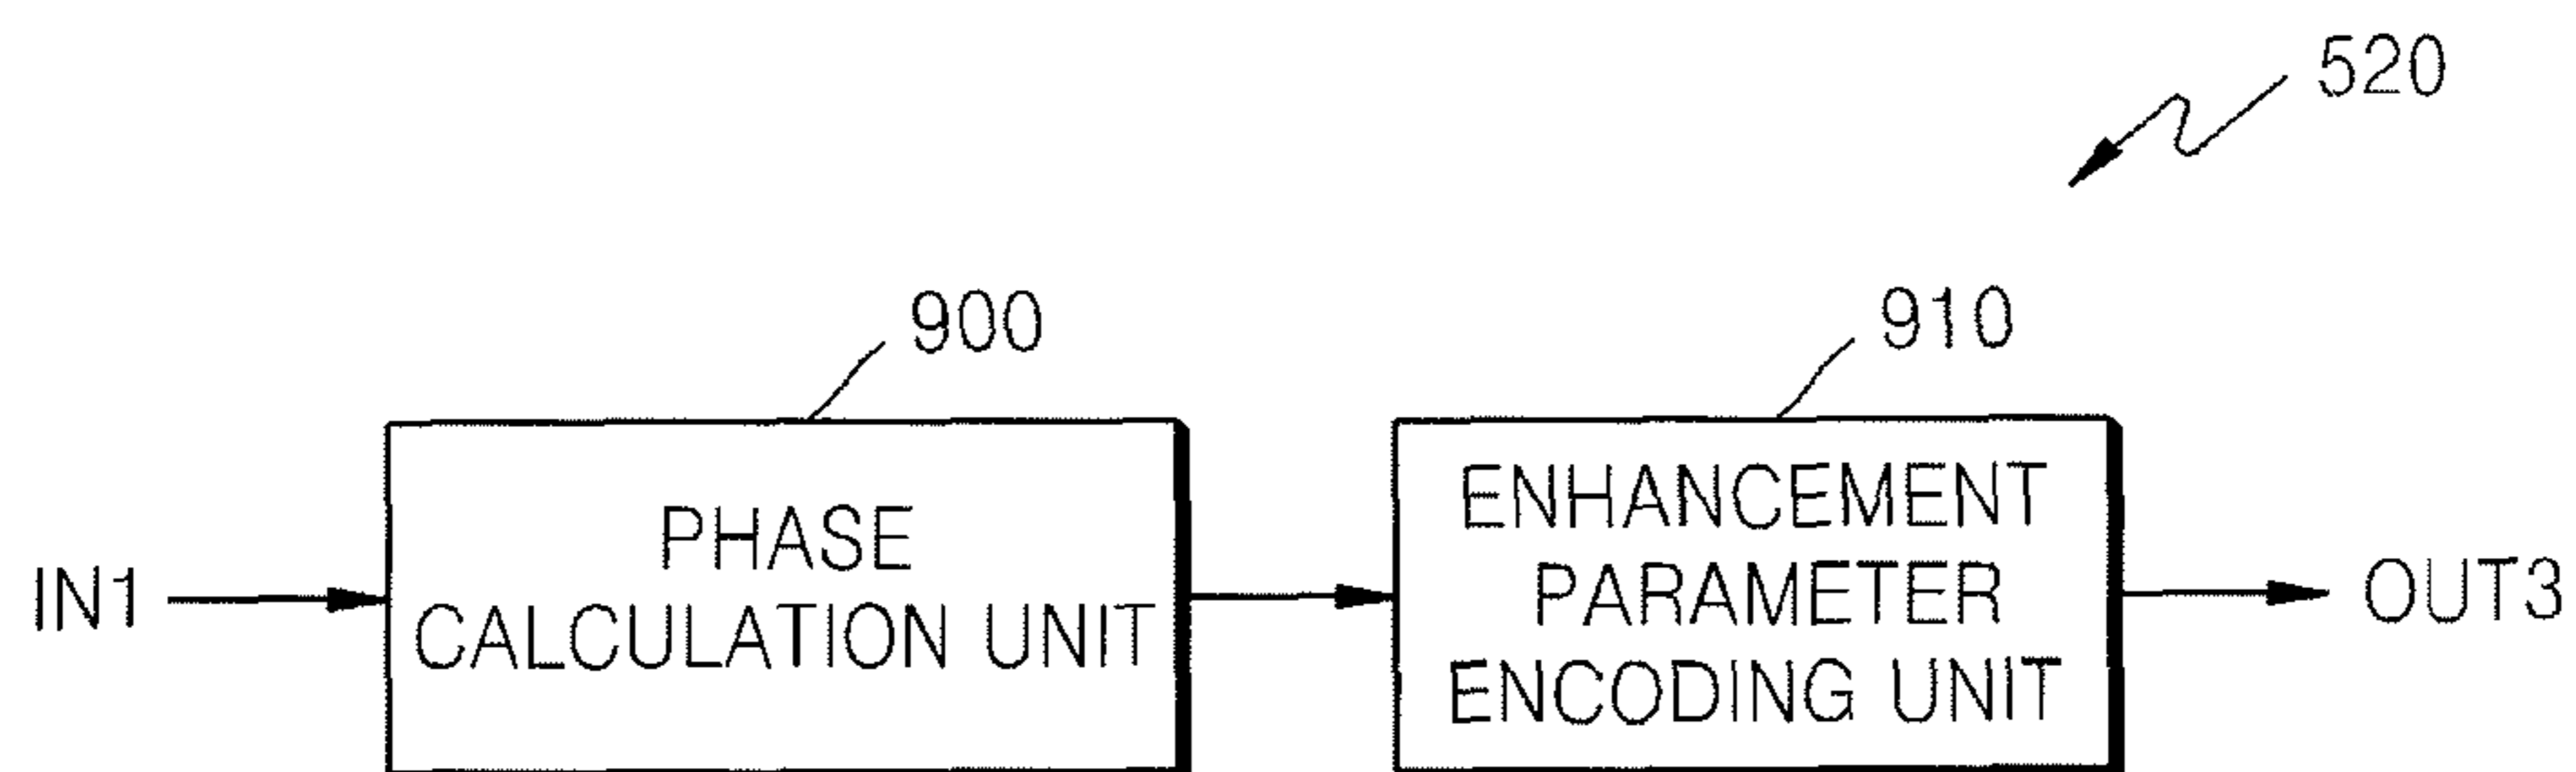 520
900
910
IN1
PHASE
CALCULATION UNIT
ENHANCEMENT
PARAMETER
ENCODING UNIT
OUT3